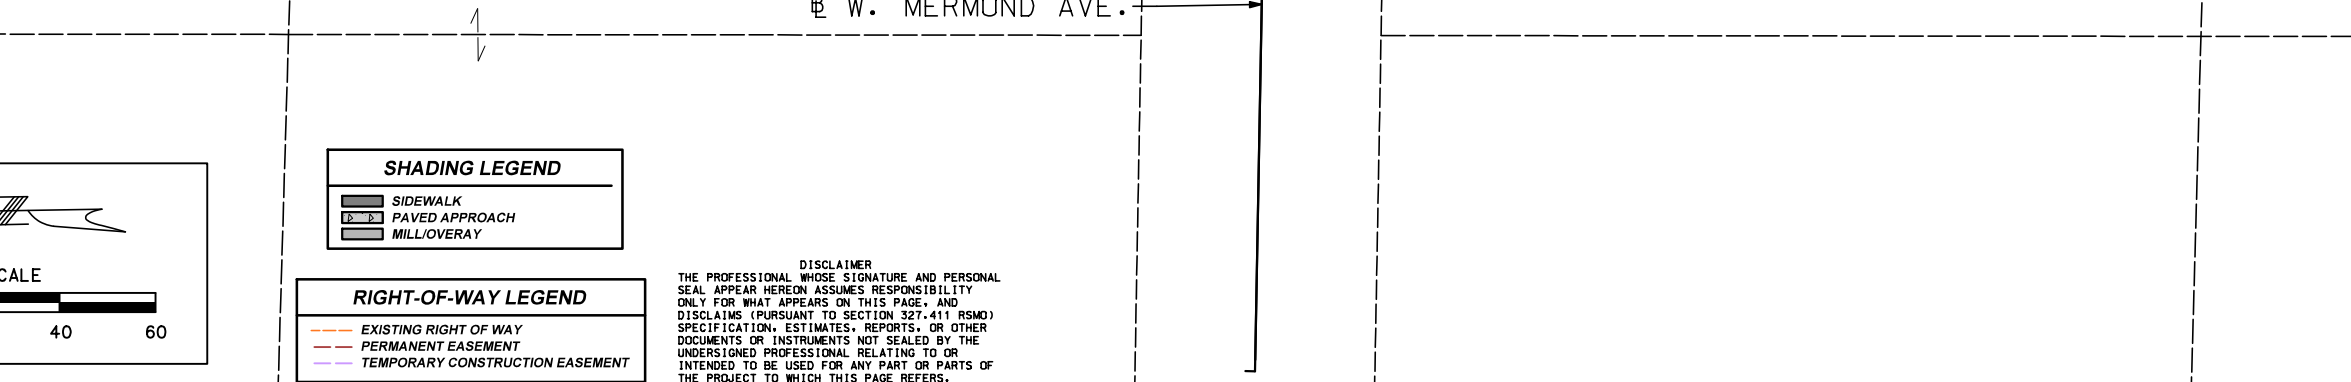 W. MERMOND AVE.
SHADING LEGEND
SIDEWALK
PAVED APPROACH
MILL/OVERAY
CALE
40 60
RIGHT-OF-WAY LEGEND
EXISTING RIGHT OF WAY
PERMANENT EASEMENT
TEMPORARY CONSTRUCTION EASEMENT
DISCLAIMER
THE PROFESSIONAL WHOSE SIGNATURE AND PERSONAL
SEAL APPEAR HEREON ASSUMES RESPONSIBILITY
ONLY FOR WHAT APPEARS ON THIS PAGE, AND
DISCLAIMS (PURSUANT TO SECTION 327.411 RSMO)
SPECIFICATION, ESTIMATES, REPORTS, OR OTHER
DOCUMENTS OR INSTRUMENTS NOT SEALED BY THE
UNDERSIGNED PROFESSIONAL RELATING TO OR
INTENDED TO BE USED FOR ANY PART OR PARTS OF
THE PROJECT TO WHICH THIS PAGE REFERS.